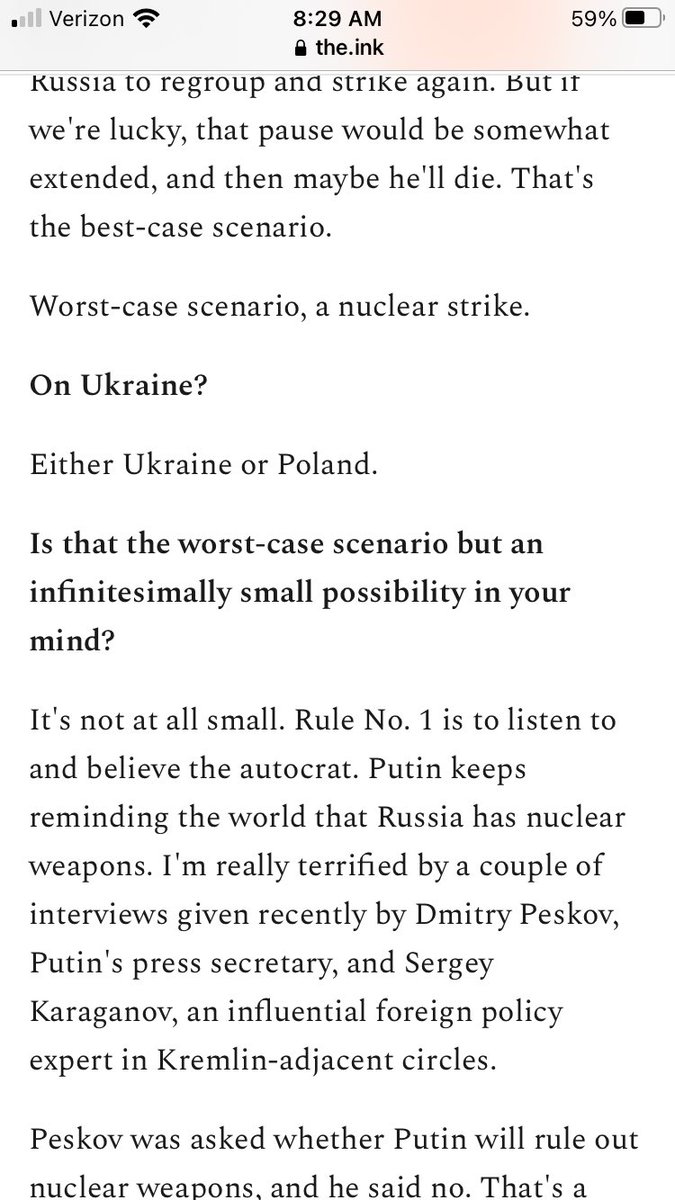 Verizon 8:29 AM 59%
the.ink
Russia to regroup and strike again. But if
we're lucky, that pause would be somewhat
extended, and then maybe he'll die. That's
the best-case scenario.
Worst-case scenario, a nuclear strike.
On Ukraine?
Either Ukraine or Poland.
Is that the worst-case scenario but an
infinitesimally small possibility in your
mind?
It's not at all small. Rule No. 1 is to listen to
and believe the autocrat. Putin keeps
reminding the world that Russia has nuclear
weapons. I'm really terrified by a couple of
interviews given recently by Dmitry Peskov,
Putin's press secretary, and Sergey
Karaganov, an influential foreign policy
expert in Kremlin-adjacent circles.
Peskov was asked whether Putin will rule out
nuclear weapons, and he said no. That's a